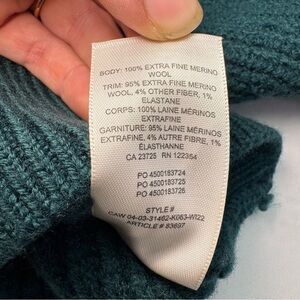 BODY: 100% EXTRA FINE MERINO
WOOL
TRIM: 95% EXTRA FINE MERINO
WOOL, 4% OTHER FIBER, 1%
ELASTANE
CORPS: 100% LAINE MÉRINOS
EXTRAFINE
GARNITURE: 95% LAINE MÉRINOS
EXTRAFINE, 4% AUTRE FIBRE, 1%
ÉLASTHANNE
CA 23725 RN 122354
PO 4500183724
PO 4500183725
PO 4500183726
STYLE #
CAW 04-03-31462-K063-WI22
ARTICLE # 83697